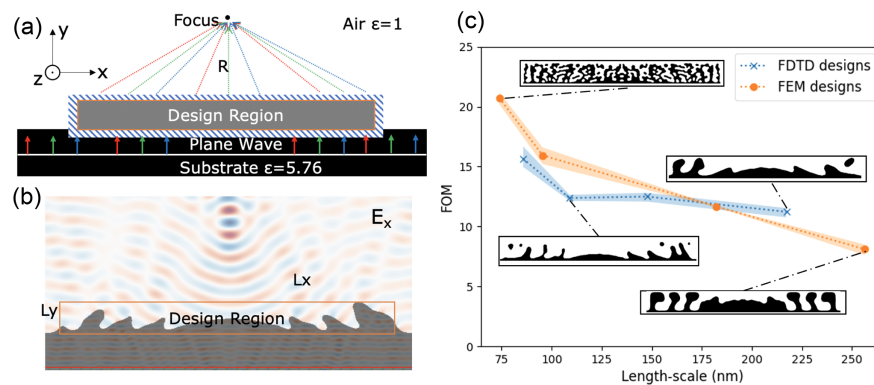 (a)
Focus
Air ε=1
y
z
x
R
Design Region
Plane Wave
Substrate ε=5.76
(b)
Ex
Lx
Ly
Design Region
(c)
FOM
25
20
15
10
5
0
FDTD designs
FEM designs
75 100 125 150 175 200 225 250
Length-scale (nm)